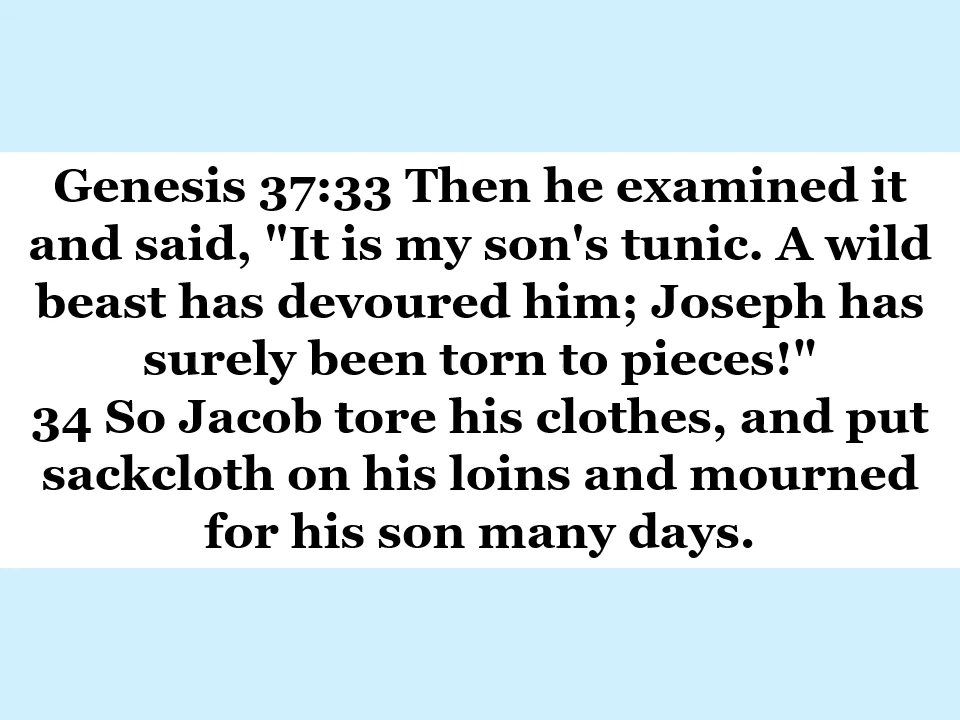 Genesis 37:33 Then he examined it
and said, "It is my son's tunic. A wild
beast has devoured him; Joseph has
surely been torn to pieces!"
34 So Jacob tore his clothes, and put
sackcloth on his loins and mourned
for his son many days.